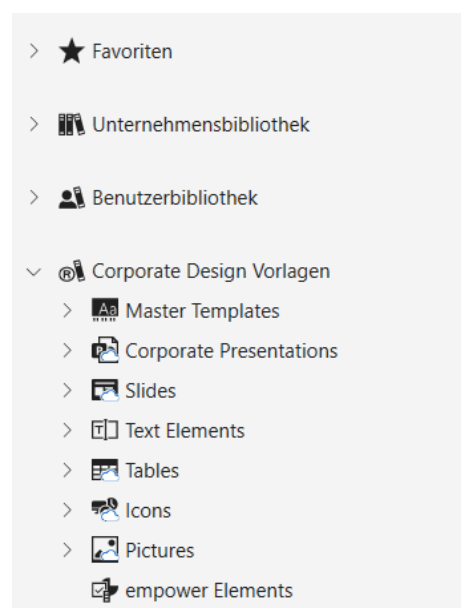 Favoriten
Unternehmensbibliothek
Benutzerbibliothek
Corporate Design Vorlagen
Master Templates
Corporate Presentations
Slides
Text Elements
Tables
Icons
Pictures
empower Elements